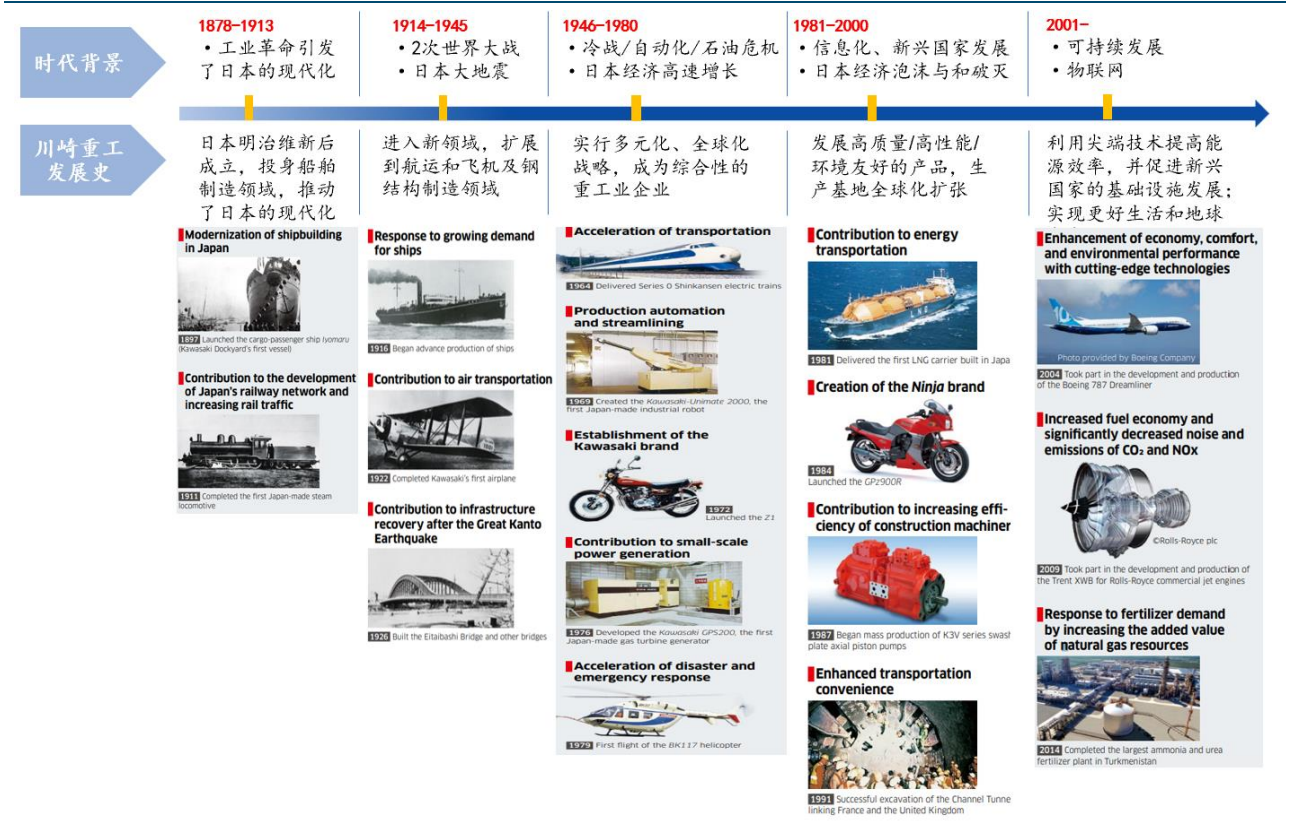 时代背景
1878-1913
• 工业革命引发
了日本的现代化
1914-1945
• 2次世界大战
• 日本大地震
1946-1980
• 冷战/自动化/石油危机
• 日本经济高速增长
1981-2000
• 信息化、新兴国家发展
• 日本经济泡沫与和破灭
2001-
• 可持续发展
• 物联网
川崎重工
发展史
日本明治维新后
成立，投身船舶
制造领域，推动
了日本的现代化
进入新领域，扩展
到航运和飞机及钢
结构制造领域
实行多元化、全球化
战略，成为综合性的
重工业企业
发展高质量/高性能/
环境友好的产品，生
产基地全球化扩张
利用尖端技术提高能
源效率，并促进新兴
国家的基础设施发展；
实现更好生活和地球
Modernization of shipbuilding
in Japan
1897 Launched the cargo-passenger ship Iyomaru
(Kawasaki Dockyard's first vessel)
Contribution to the development
of Japan's railway network and
increasing rail traffic
1911 Completed the first Japan-made steam
locomotive
Response to growing demand
for ships
1916 Began advance production of ships
Contribution to air transportation
1922 Completed Kawasaki's first airplane
Contribution to infrastructure
recovery after the Great Kanto
Earthquake
1926 Built the Eitaibashi Bridge and other bridges
Acceleration of transportation
1964 Delivered Series 0 Shinkansen electric trains
Production automation
and streamlining
1969 Created the Kawasaki-Unimate 2000, the
first Japan-made industrial robot
Establishment of the
Kawasaki brand
1972
Launched the Z1
Contribution to small-scale
power generation
1976 Developed the Kawasaki GPS200, the first
Japan-made gas turbine generator
Acceleration of disaster and
emergency response
1979 First flight of the BK117 helicopter
Contribution to energy
transportation
LNG
1981 Delivered the first LNG carrier built in Japa
Creation of the Ninja brand
1984
Launched the GPz900R
Contribution to increasing effi-
ciency of construction machiner
1987 Began mass production of K3V series swash
plate axial piston pumps
Enhanced transportation
convenience
1991 Successful excavation of the Channel Tunne
linking France and the United Kingdom
Enhancement of economy, comfort,
and environmental performance
with cutting-edge technologies
Photo provided by Boeing Company
2004 Took part in the development and production
of the Boeing 787 Dreamliner
Increased fuel economy and
significantly decreased noise and
emissions of CO₂ and NOx
©Rolls-Royce plc
2009 Took part in the development and production of
the Trent XWB for Rolls-Royce commercial jet engines
Response to fertilizer demand
by increasing the added value
of natural gas resources
2014 Completed the largest ammonia and urea
fertilizer plant in Turkmenistan